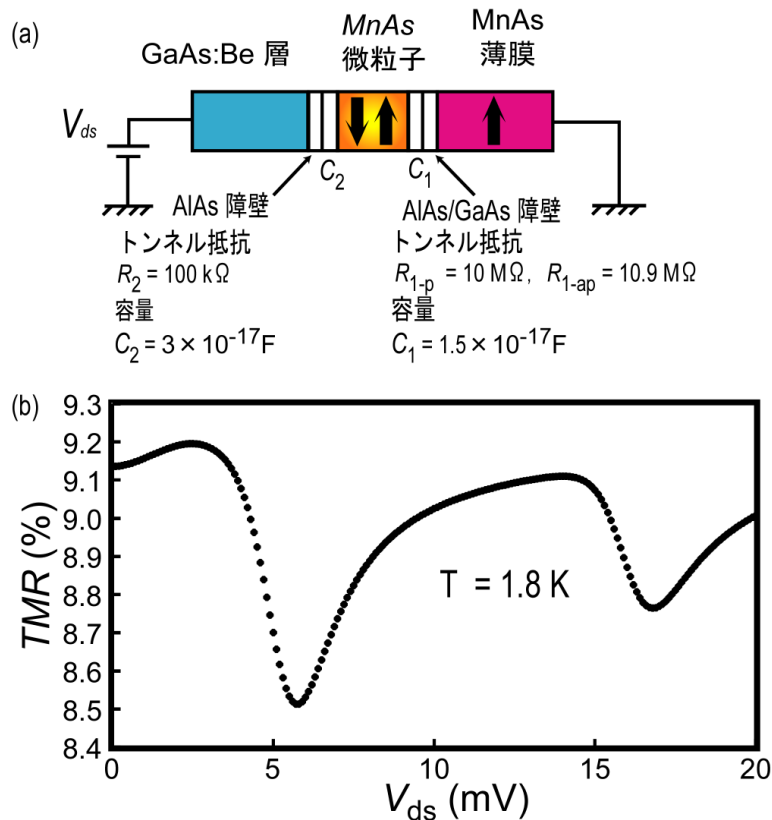 (a)
GaAs:Be 層
MnAs
微粒子
MnAs
薄膜
V_ds
C_2
C_1
AlAs 障壁
トンネル抵抗
R_2 = 100 kΩ
容量
C_2 = 3 × 10^-17F
AlAs/GaAs 障壁
トンネル抵抗
R_1-p = 10 MΩ, R_1-ap = 10.9 MΩ
容量
C_1 = 1.5 × 10^-17F
(b)
9.3
9.2
9.1
9.0
8.9
8.8
8.7
8.6
8.5
8.4
TMR (%)
T = 1.8 K
0
5
10
15
20
V_ds (mV)